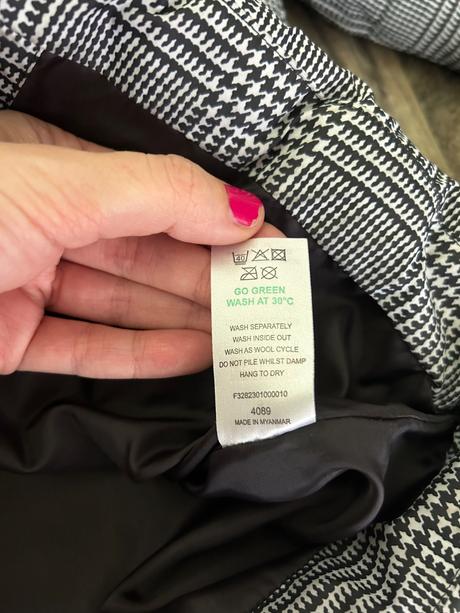 40
GO GREEN
WASH AT 30°C
WASH SEPARATELY
WASH INSIDE OUT
WASH AS WOOL CYCLE
DO NOT PILE WHILST DAMP
HANG TO DRY
F3282301000010
4089
MADE IN MYANMAR